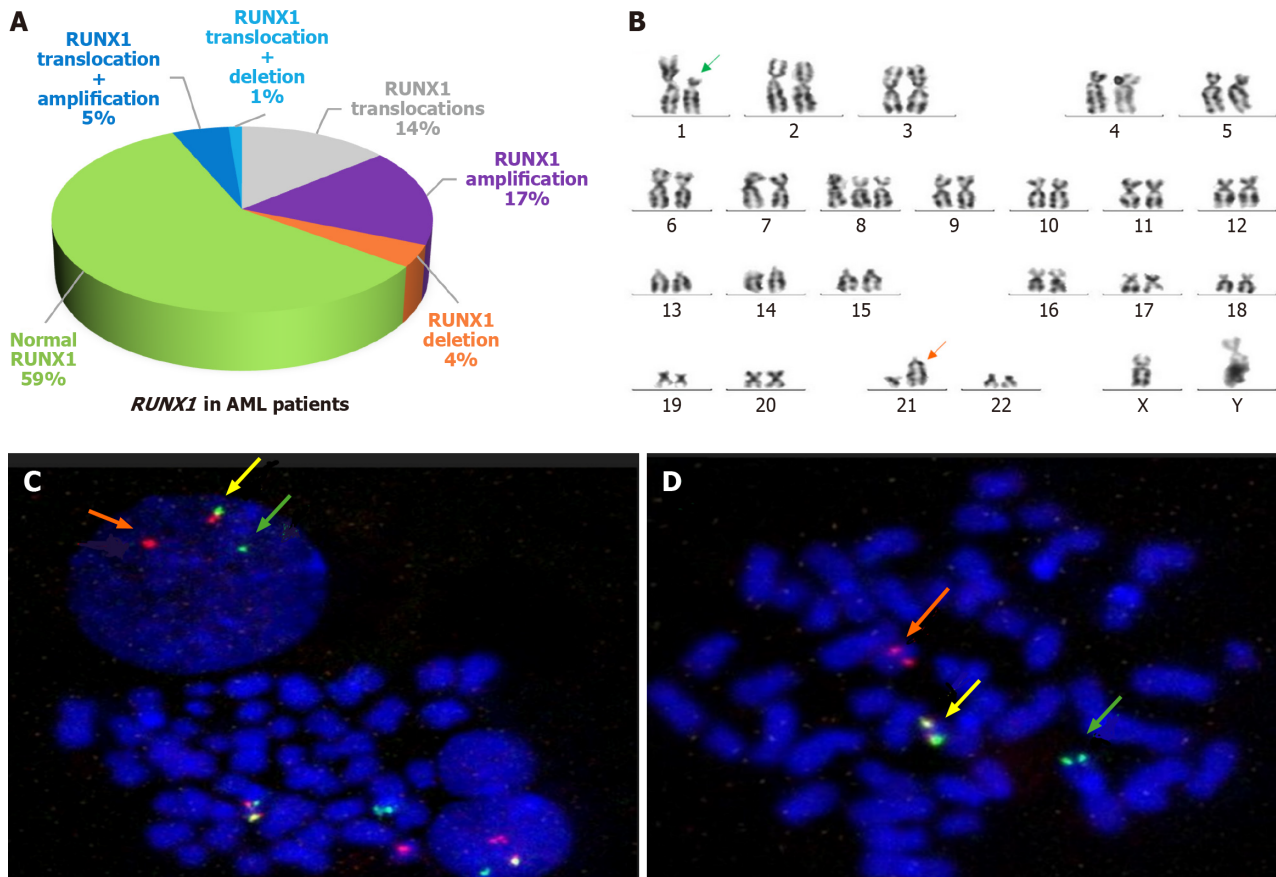 A
RUNX1
translocation
+
amplification
5%
RUNX1
translocation
+
deletion
1%
RUNX1
translocations
14%
RUNX1
amplification
17%
RUNX1
deletion
4%
Normal
RUNX1
59%
RUNX1 in AML patients
B
1 2 3 4 5
6 7 8 9 10 11 12
13 14 15 16 17 18
19 20 21 22 X Y
C
D